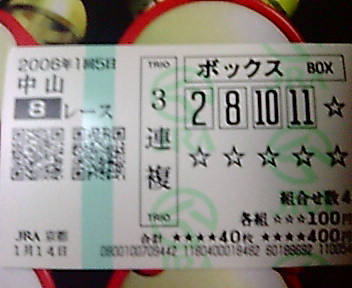 2006年1回5日
中山
8レース
JRA 京都
1月14日
TRIO
3連複
TRIO
ボックス BOX
2 8 10 11 ☆
☆ ☆ ☆ ☆ ☆
組合せ数4
各組 ☆☆☆100円
合計 ★★★★40枚 ★★★★400円